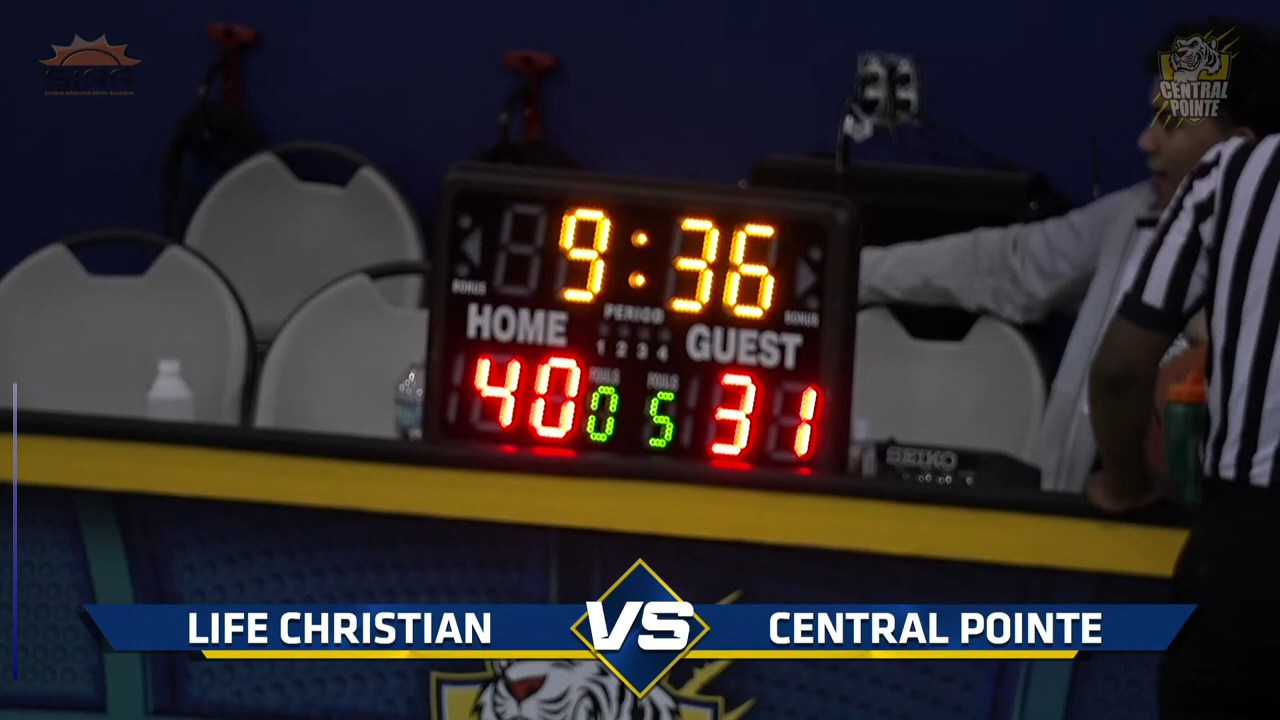 CENTRAL
POINTE
9:36
BONUS
BONUS
HOME
PERIOD
GUEST
1 2 3 4
40
FOULS
0
FOULS
5
31
SEIKO
LIFE CHRISTIAN
VS
CENTRAL POINTE